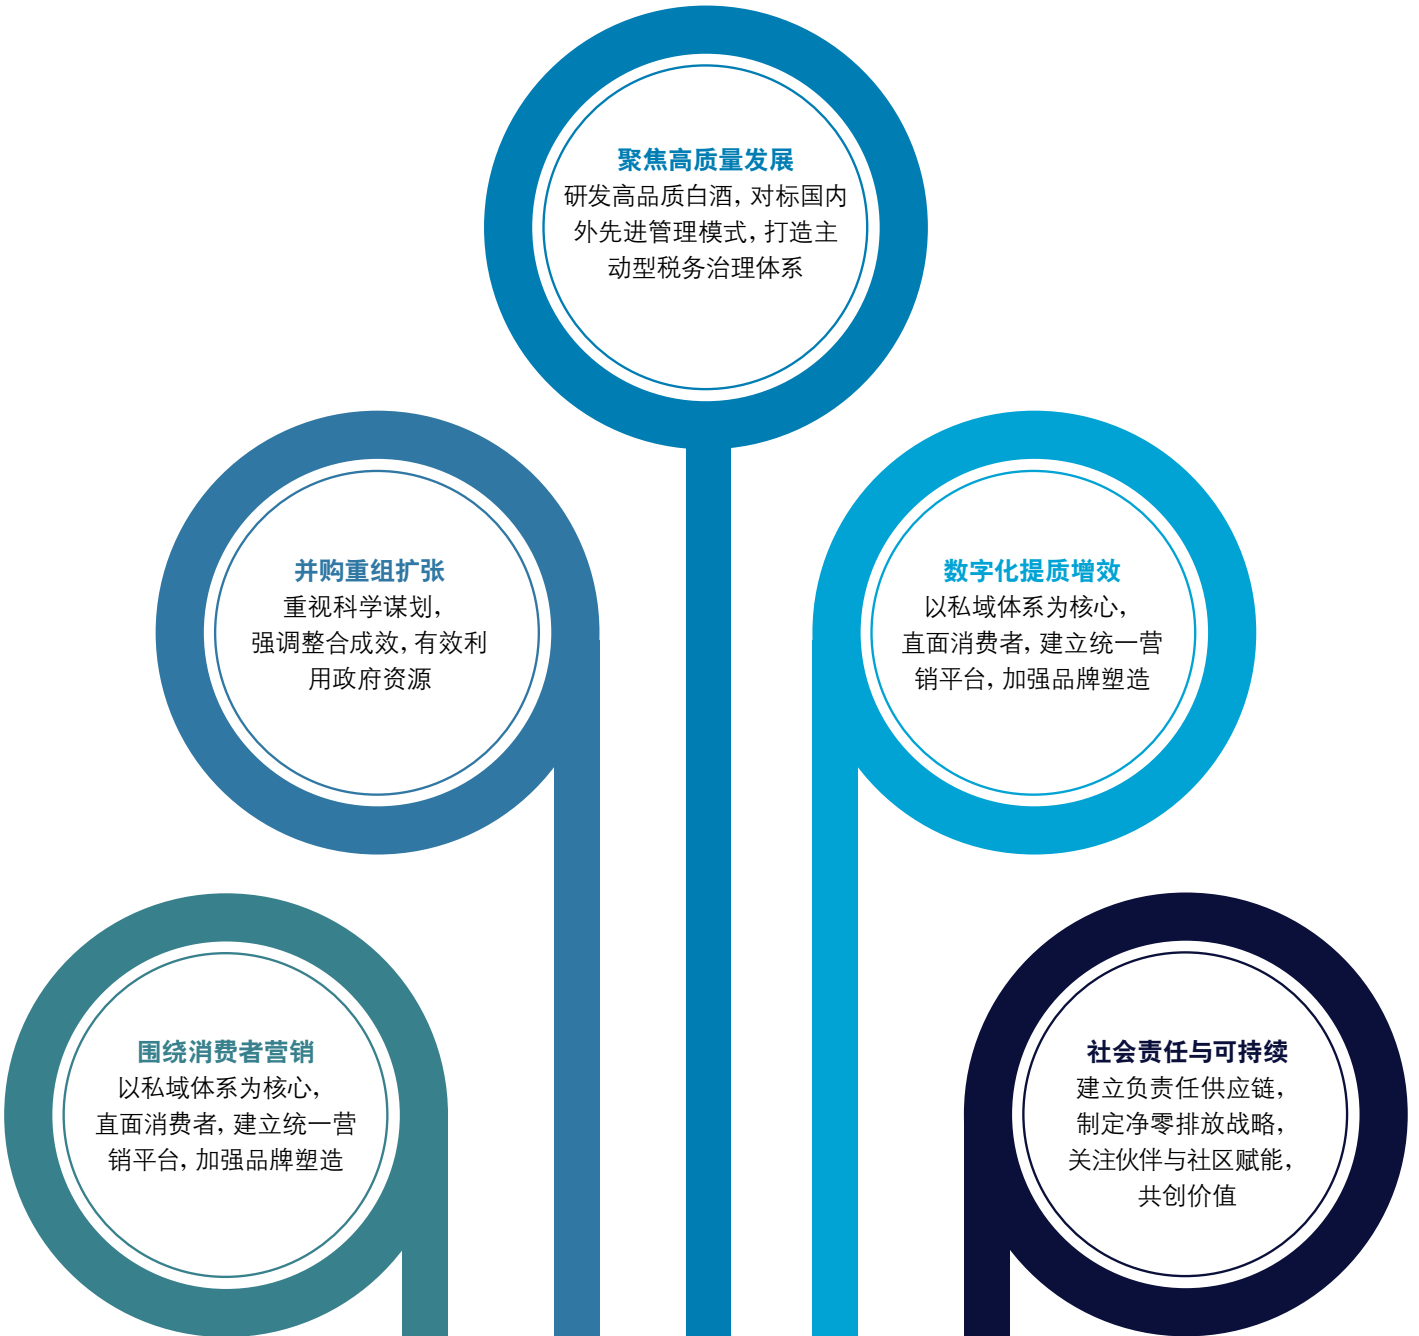 聚焦高质量发展
研发高品质白酒，对标国内
外先进管理模式，打造主
动型税务治理体系
并购重组扩张
重视科学谋划，
强调整合成效，有效利
用政府资源
数字化提质增效
以私域体系为核心，
直面消费者，建立统一营
销平台，加强品牌塑造
围绕消费者营销
以私域体系为核心，
直面消费者，建立统一营
销平台，加强品牌塑造
社会责任与可持续
建立负责任供应链，
制定净零排放战略，
关注伙伴与社区赋能，
共创价值